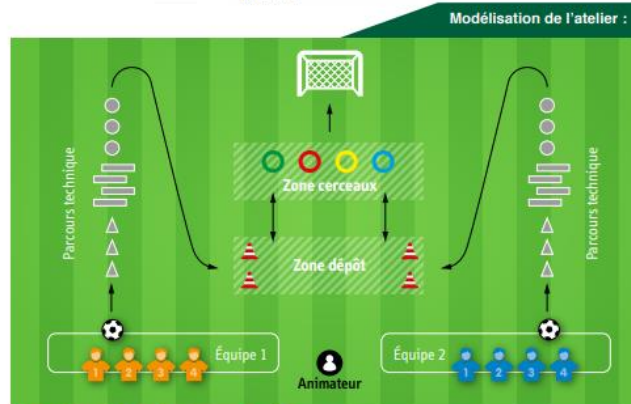 Modélisation de l'atelier :
Parcours technique
Zone cerceaux
Parcours technique
Zone dépôt
Équipe 1
1 2 3 4
Animateur
Équipe 2
1 2 3 4